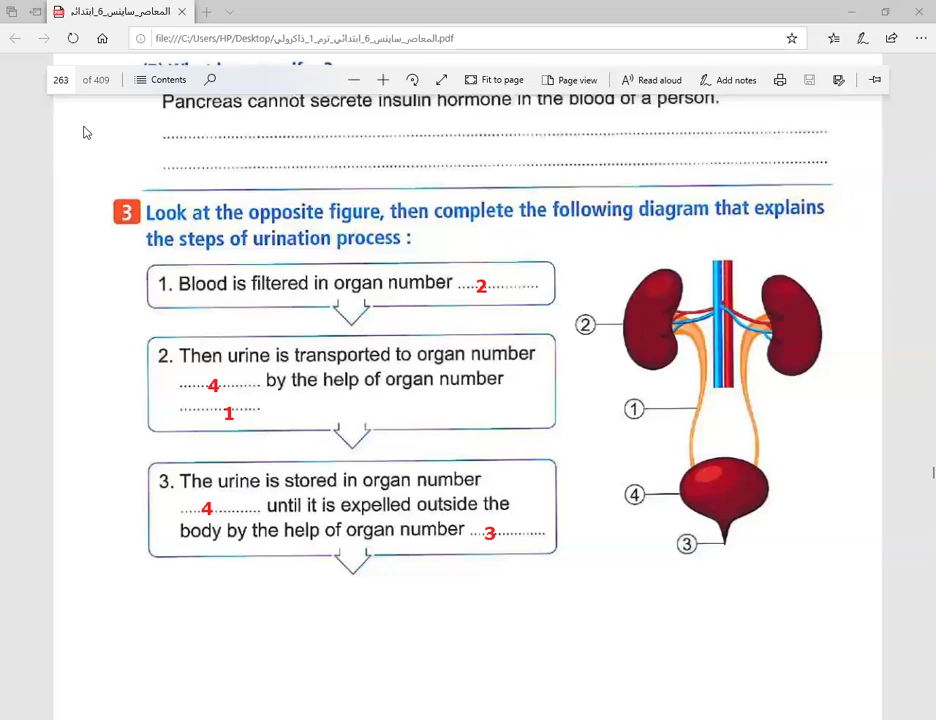 المعاصر_ساينس_6_ابتدائي
file:///C:/Users/HP/Desktop/المعاصر_ساينس_6_ابتدائي_ترم_1_ذاكرولي.pdf
263 of 409 Contents Fit to page Page view Read aloud Add notes
Pancreas cannot secrete insulin hormone in the blood of a person.
3 Look at the opposite figure, then complete the following diagram that explains
the steps of urination process :
1. Blood is filtered in organ number 2
2. Then urine is transported to organ number
4 by the help of organ number
1
3. The urine is stored in organ number
4 until it is expelled outside the
body by the help of organ number 3
2
1
4
3